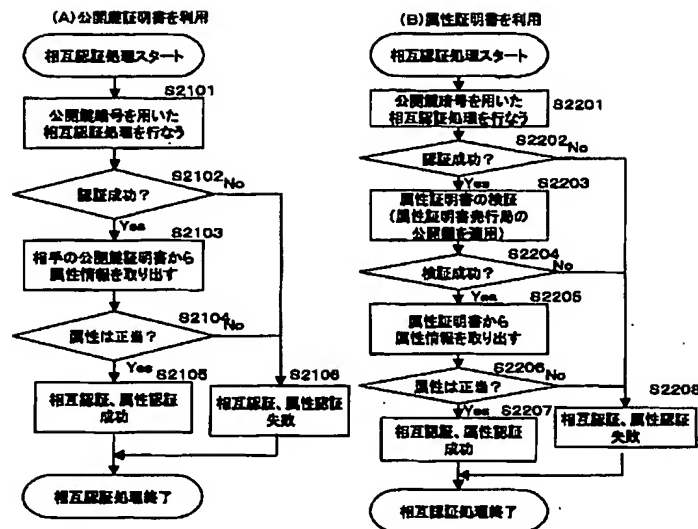 (A)公開鍵証明書を利用
相互認証処理スタート
S2101
公開鍵暗号を用いた
相互認証処理を行なう
S2102
認証成功?
No
Yes
S2103
相手の公開鍵証明書から
属性情報を取り出す
S2104
属性は正当?
No
Yes
S2105
相互認証、属性認証
成功
S2106
相互認証、属性認証
失敗
相互認証処理終了
(B)属性証明書を利用
相互認証処理スタート
S2201
公開鍵暗号を用いた
相互認証処理を行なう
S2202
認証成功?
No
Yes
S2203
属性証明書の検証
(属性証明書発行局の
公開鍵を適用)
S2204
検証成功?
No
Yes
S2205
属性証明書から
属性情報を取り出す
S2206
属性は正当?
No
Yes
S2207
相互認証、属性認証
成功
S2208
相互認証、属性認証
失敗
相互認証処理終了